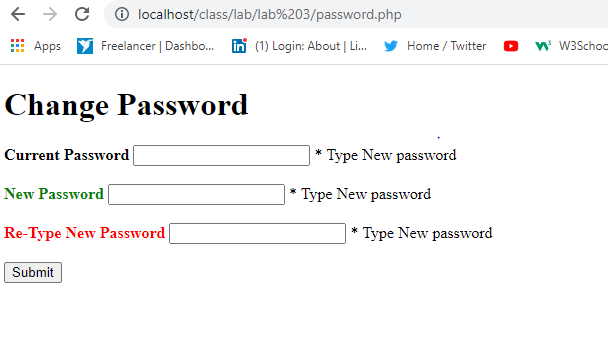 localhost/class/lab/lab%203/password.php
Apps Freelancer | Dashbo... (1) Login: About | Li... Home / Twitter W3Schoo
Change Password
Current Password * Type New password
New Password * Type New password
Re-Type New Password * Type New password
Submit